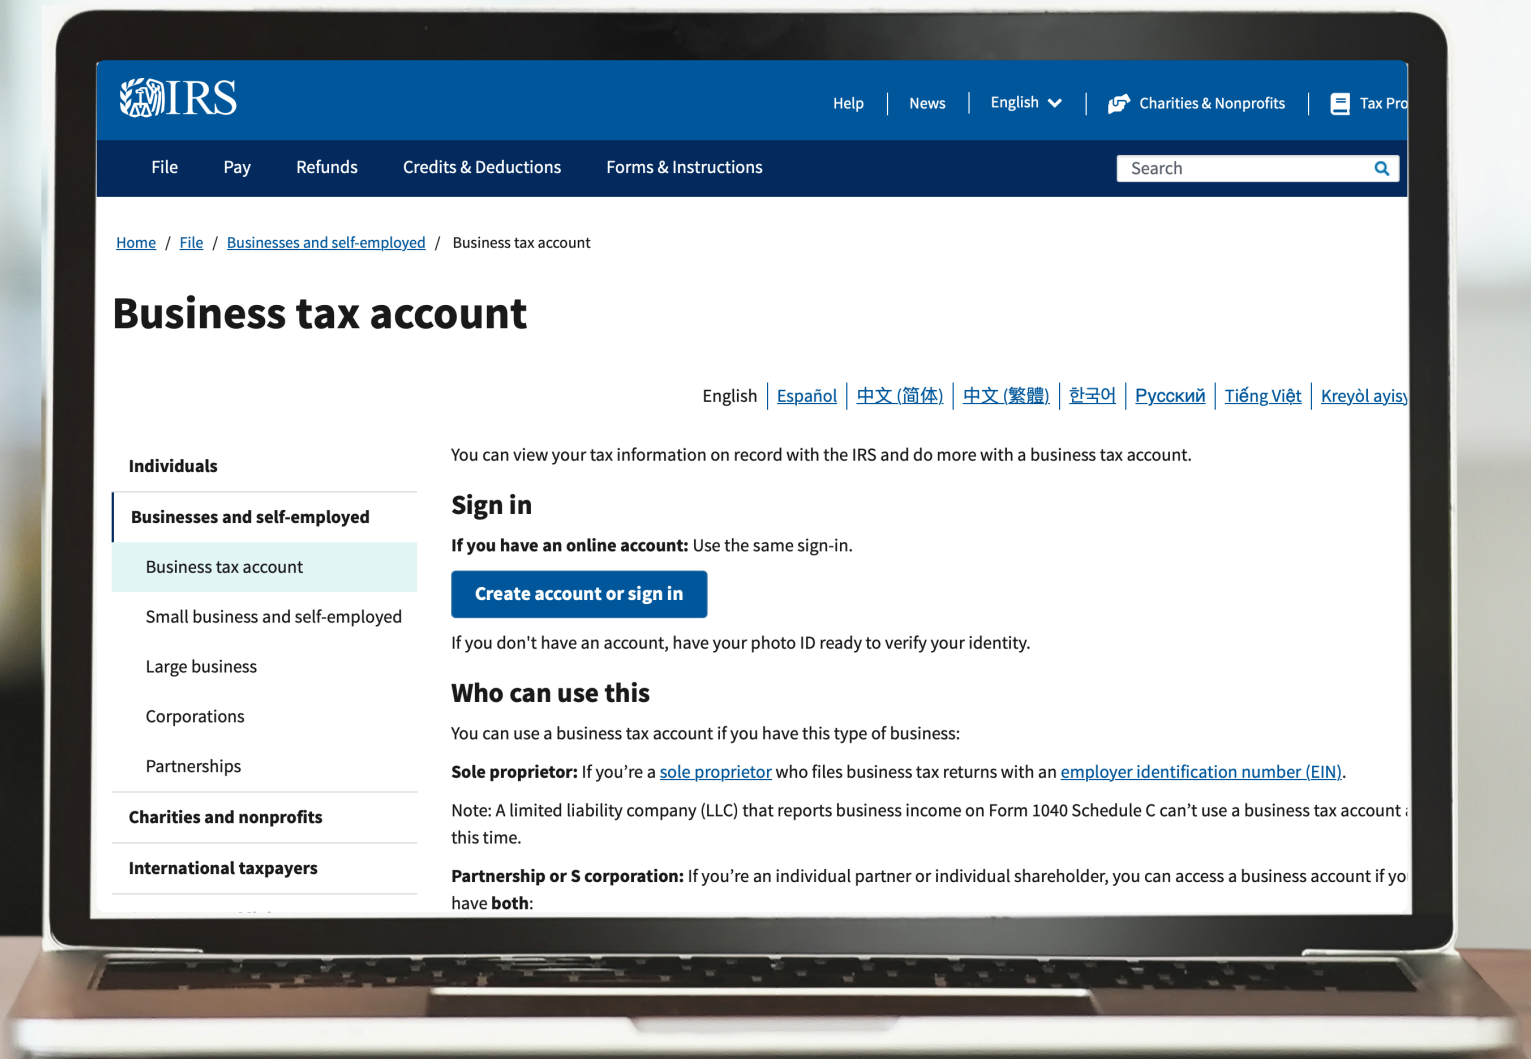 IRS
Help News English Charities & Nonprofits Tax
File Pay Refunds Credits & Deductions Forms & Instructions Search
Home / File / Businesses and self-employed / Business tax account
Business tax account
English Español 中文 (简体) 中文 (繁體) 한국어 Русский Tiếng Việt Kreyòl
Individuals
Businesses and self-employed
Business tax account
Small business and self-employed
Large business
Corporations
Partnerships
Charities and nonprofits
International taxpayers
You can view your tax information on record with the IRS and do more with a business tax account.
Sign in
If you have an online account: Use the same sign-in.
Create account or sign in
If you don't have an account, have your photo ID ready to verify your identity.
Who can use this
You can use a business tax account if you have this type of business:
Sole proprietor: If you’re a sole proprietor who files business tax returns with an employer identification number (EIN).
Note: A limited liability company (LLC) that reports business income on Form 1040 Schedule C can’t use a business tax account
this time.
Partnership or S corporation: If you’re an individual partner or individual shareholder, you can access a business account if
have both: